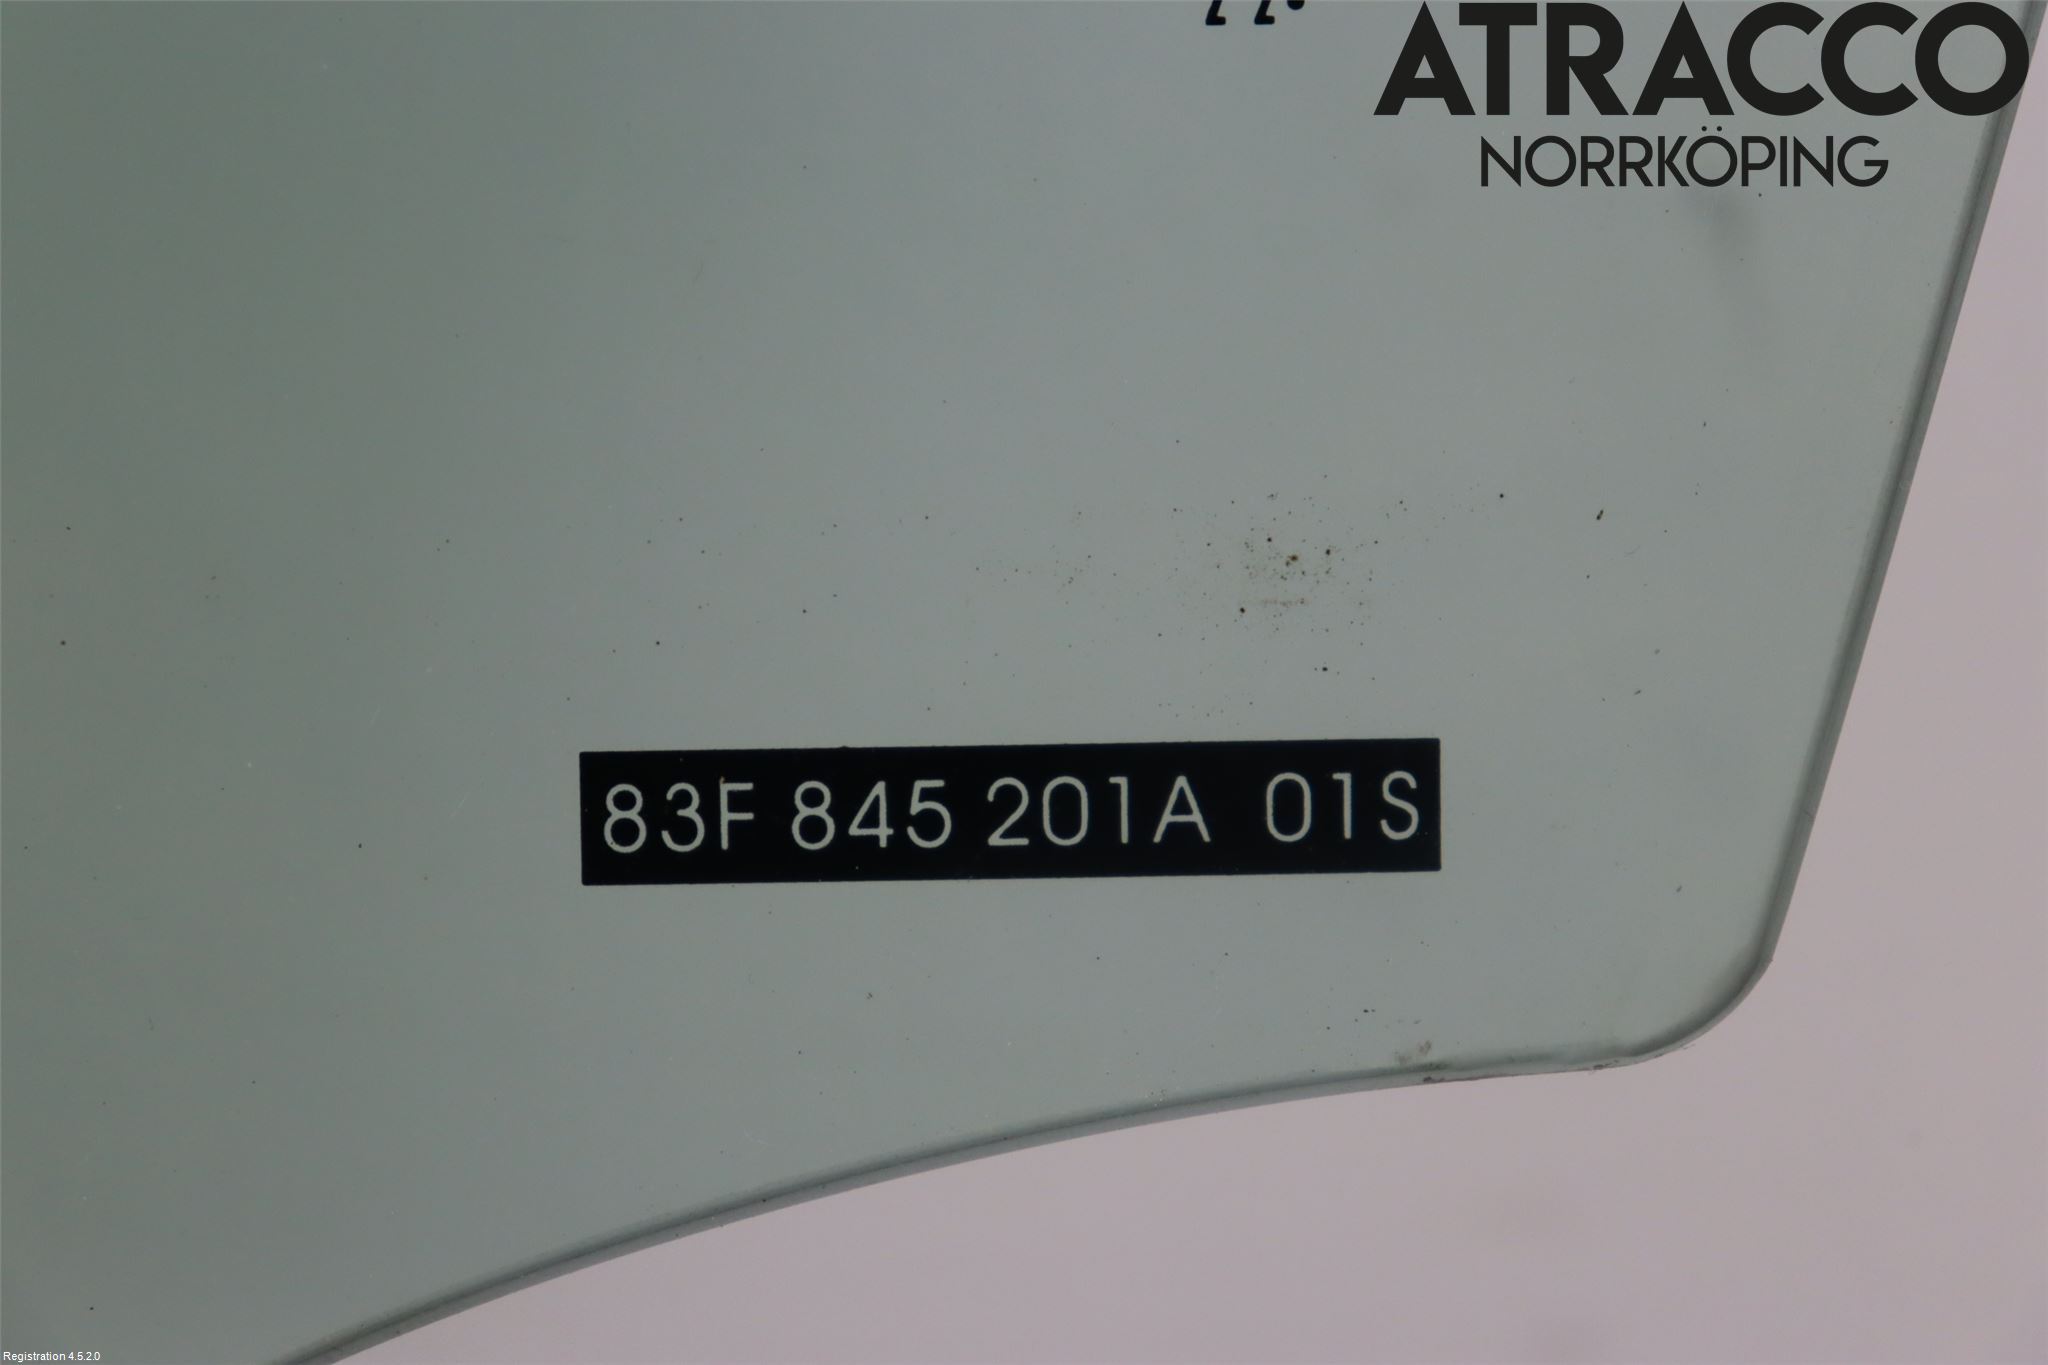 ATRACCO
NORRKÖPING
83F 845 201A 01S
Registration 4.5.2.0